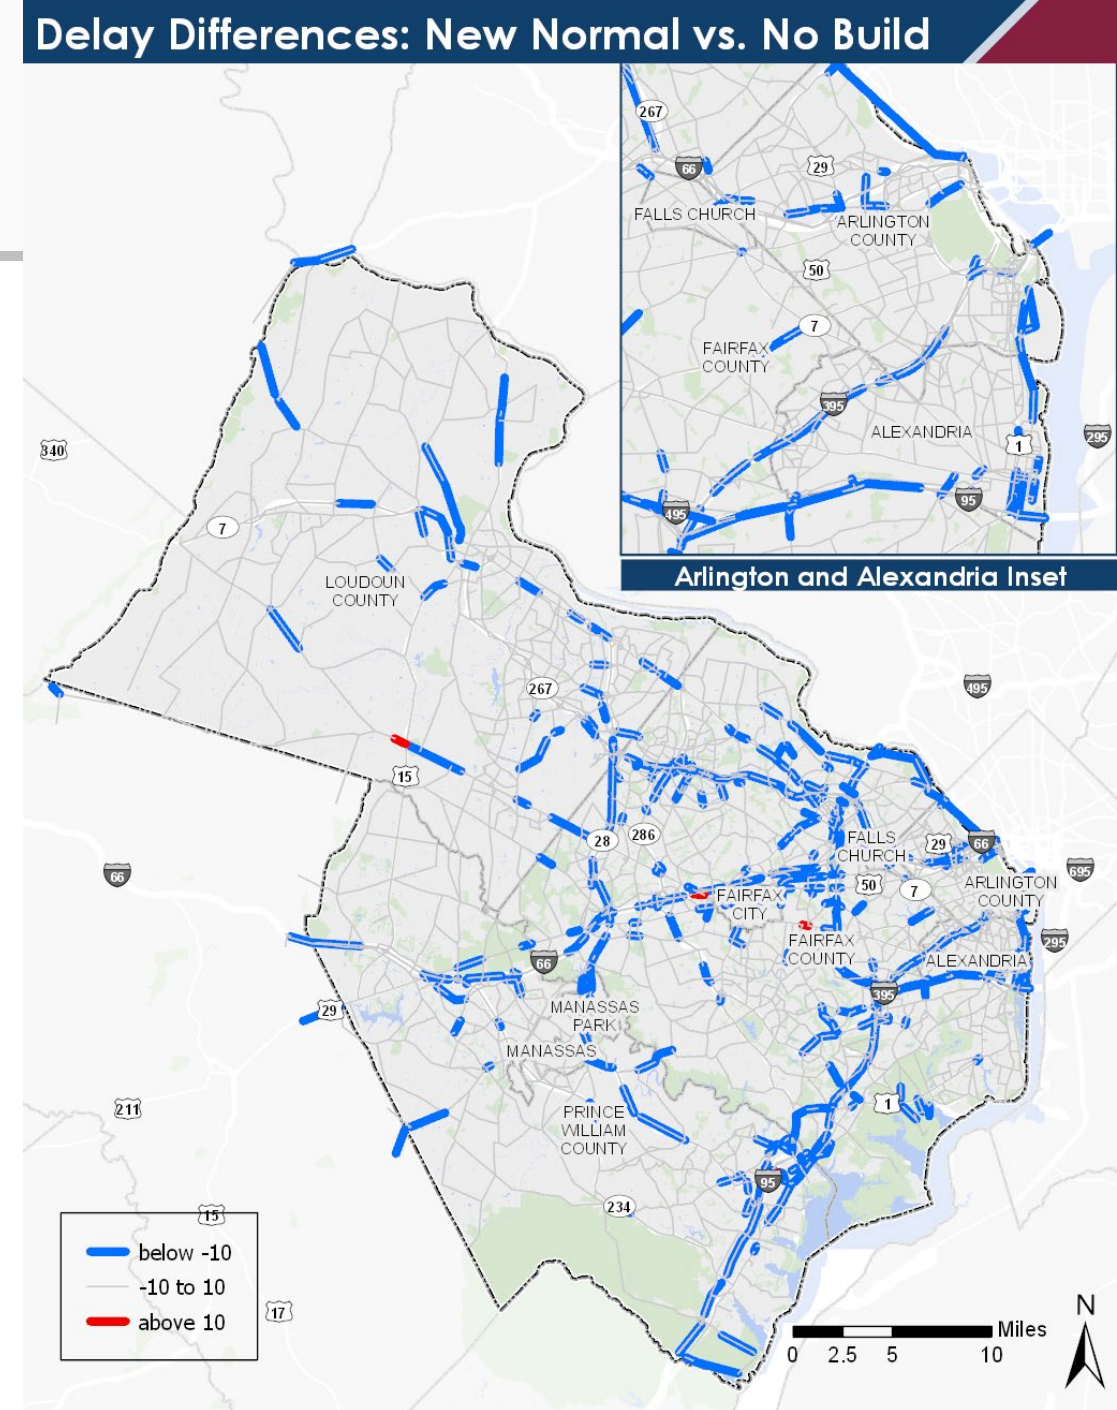 Delay Differences: New Normal vs. No Build
267
66
29
FALLS CHURCH
ARLINGTON
COUNTY
50
7
FAIRFAX
COUNTY
395
ALEXANDRIA
1
295
495
95
Arlington and Alexandria Inset
340
7
LOUDOUN
COUNTY
267
495
15
28
286
FALLS
CHURCH
29
66
66
695
50
7
ARLINGTON
COUNTY
FAIRFAX
CITY
FAIRFAX
COUNTY
295
ALEXANDRIA
66
395
29
MANASSAS
PARK
MANASSAS
211
1
PRINCE
WILLIAM
COUNTY
95
234
15
below -10
-10 to 10
above 10
17
N
Miles
0 2.5 5 10